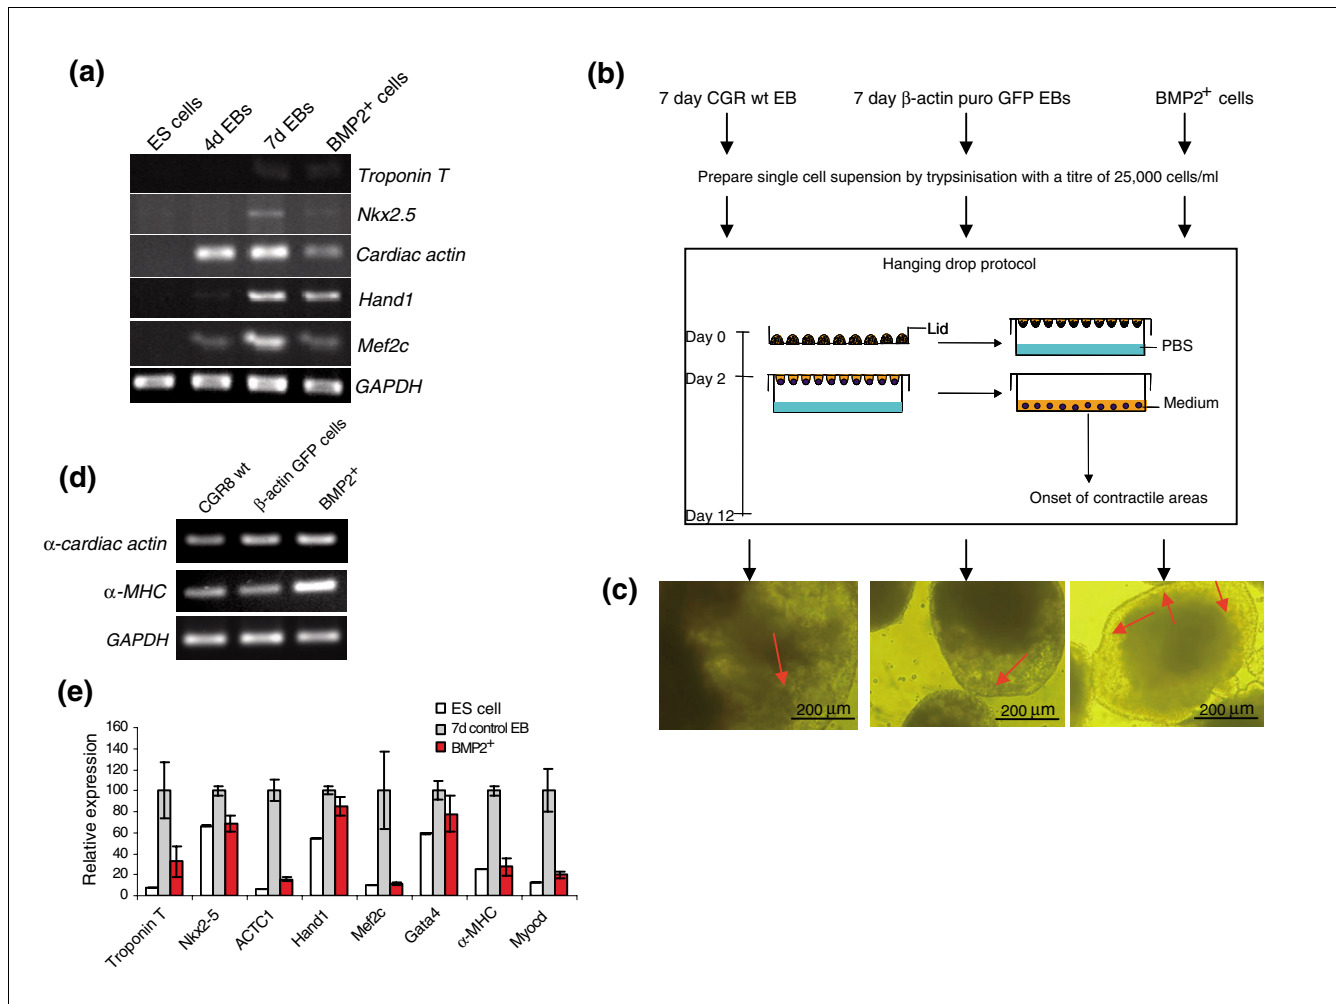 (a)
ES cells
4d EBs
7d EBs
BMP2+ cells
Troponin T
Nkx2.5
Cardiac actin
Hand1
Mef2c
GAPDH
(b)
7 day CGR wt EB
7 day β-actin puro GFP EBs
BMP2+ cells
Prepare single cell supension by trypsinisation with a titre of 25,000 cells/ml
Hanging drop protocol
Day 0
Lid
PBS
Day 2
Medium
Onset of contractile areas
Day 12
(c)
200 μm
200 μm
200 μm
(d)
CGR8 wt
β-actin GFP cells
BMP2+
α-cardiac actin
α-MHC
GAPDH
(e)
ES cell
7d control EB
BMP2+
Relative expression
160
140
120
100
80
60
40
20
0
Troponin T
Nkx2-5
ACTC1
Hand1
Mef2c
Gata4
α-MHC
Myocd